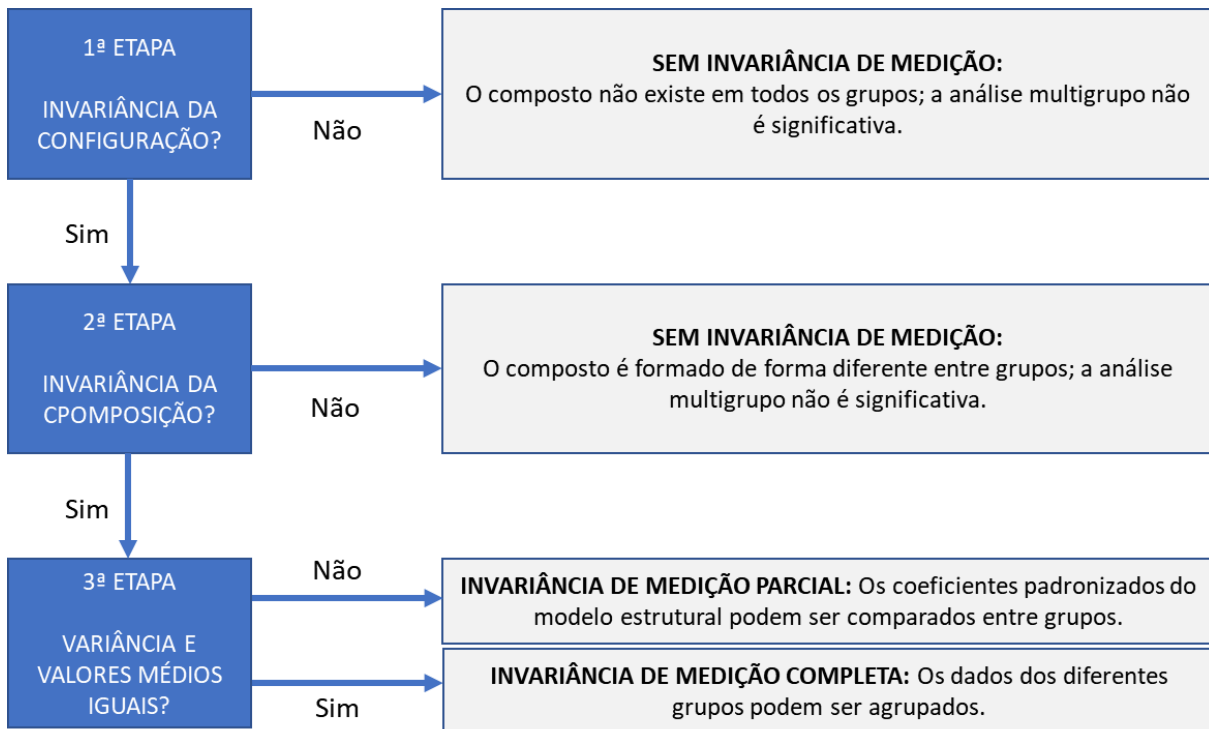 1ª ETAPA
INVARIÂNCIA DA
CONFIGURAÇÃO?
Não
SEM INVARIÂNCIA DE MEDIÇÃO:
O composto não existe em todos os grupos; a análise multigrupo não
é significativa.
Sim
2ª ETAPA
INVARIÂNCIA DA
CPOMPOSIÇÃO?
Não
SEM INVARIÂNCIA DE MEDIÇÃO:
O composto é formado de forma diferente entre grupos; a análise
multigrupo não é significativa.
Sim
3ª ETAPA
VARIÂNCIA E
VALORES MÉDIOS
IGUAIS?
Não
INVARIÂNCIA DE MEDIÇÃO PARCIAL: Os coeficientes padronizados do
modelo estrutural podem ser comparados entre grupos.
Sim
INVARIÂNCIA DE MEDIÇÃO COMPLETA: Os dados dos diferentes
grupos podem ser agrupados.